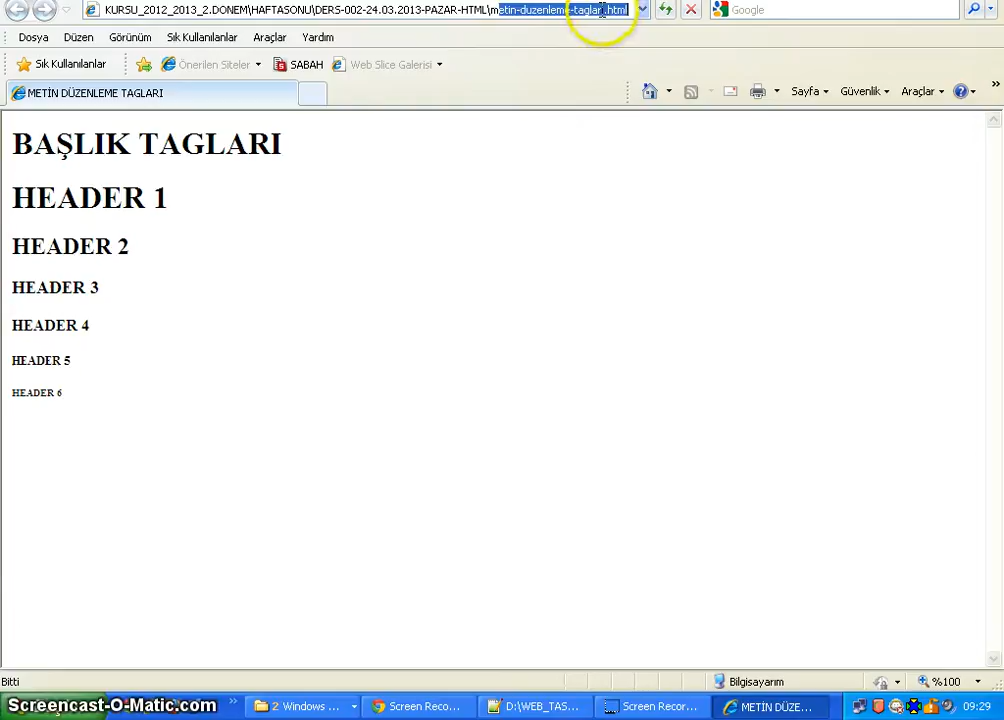 KURSU_2012_2013_2.DONEM\HAFTASONU\DERS-002-24.03.2013-PAZAR-HTML\metin-duzenleme-taglari.html
Google
Dosya Düzen Görünüm Sık Kullanılanlar Araçlar Yardım
Sık Kullanılanlar Önerilen Siteler SABAH Web Slice Galerisi
METİN DÜZENLEME TAGLARI
Sayfa Güvenlik Araçlar
BAŞLIK TAGLARI
HEADER 1
HEADER 2
HEADER 3
HEADER 4
HEADER 5
HEADER 6
Bitti Bilgisayarım %100
Screencast-O-Matic.com 2 Windows ... Screen Reco... D:\WEB_TAS... Screen Recor... METİN DÜZE... 09:29